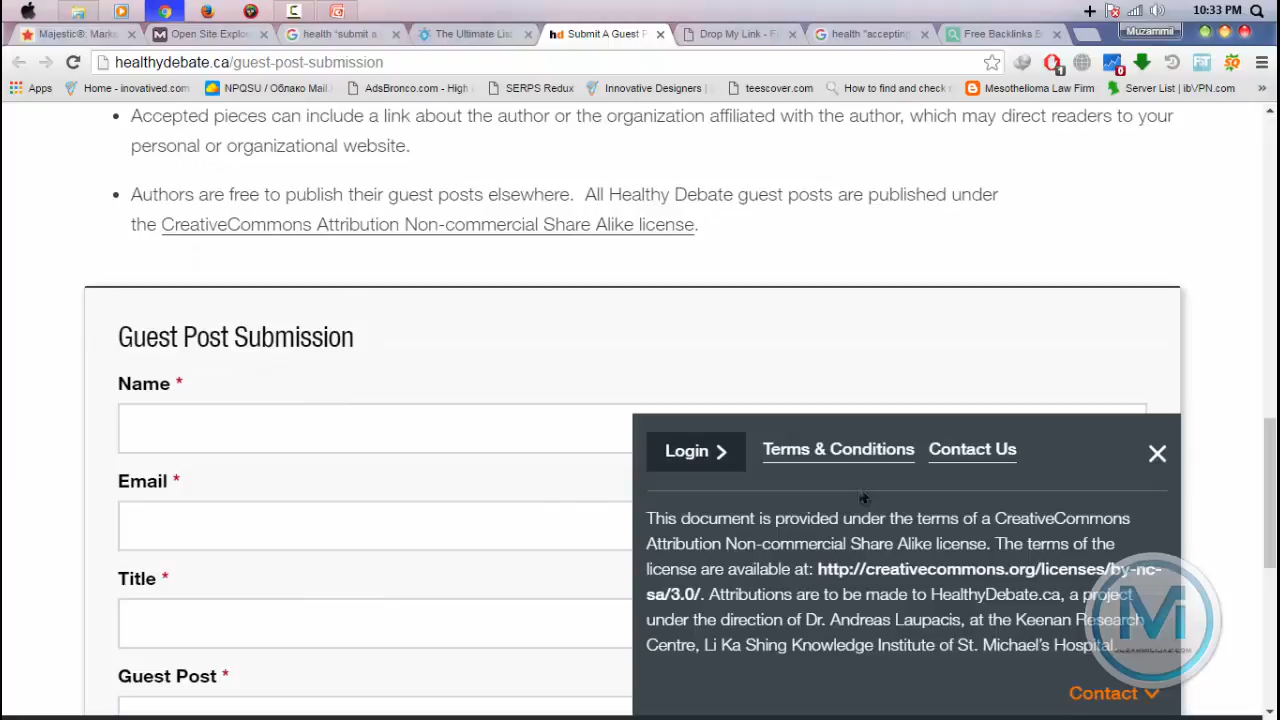 10:33 PM
Majestic®: Marke
Open Site Explo
health "submit a
The Ultimate Lis
hd Submit A Guest P
Drop My Link - F
health "accepting
Free Backlinks
Muzammil
healthydebate.ca/guest-post-submission
Apps
Home - inovatived.com
NPQSU / Облако Mail
AdsBronze.com - High
SERPS Redux
Innovative Designers
teescover.com
How to find and check
Mesothelioma Law Firm
Server List | ibVPN.com
Accepted pieces can include a link about the author or the organization affiliated with the author, which may direct readers to your
personal or organizational website.
Authors are free to publish their guest posts elsewhere. All Healthy Debate guest posts are published under
the CreativeCommons Attribution Non-commercial Share Alike license.
Guest Post Submission
Name *
Email *
Title *
Guest Post *
Login
Terms & Conditions
Contact Us
This document is provided under the terms of a CreativeCommons
Attribution Non-commercial Share Alike license. The terms of the
license are available at: http://creativecommons.org/licenses/by-nc-
sa/3.0/. Attributions are to be made to HealthyDebate.ca, a project
under the direction of Dr. Andreas Laupacis, at the Keenan Research
Centre, Li Ka Shing Knowledge Institute of St. Michael's Hospital.
Contact